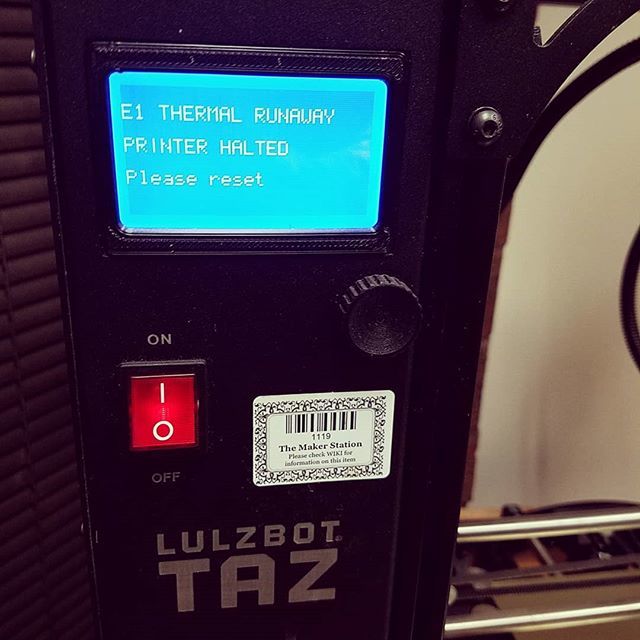 E1 THERMAL RUNAWAY
PRINTER HALTED
Please reset
ON
I
O
OFF
1119
The Maker Station
Please check WIKI for
information on this item
LULZBOT
TAZ